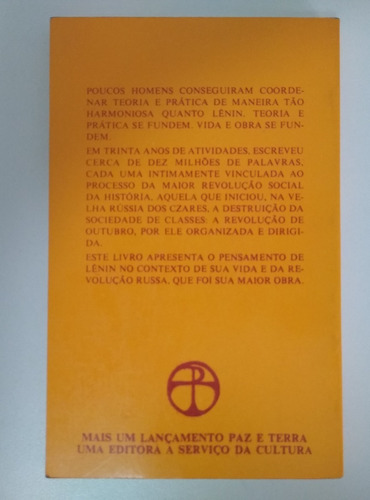 POUCOS HOMENS CONSEGUIRAM COORDE-
NAR TEORIA E PRÁTICA DE MANEIRA TÃO
HARMONIOSA QUANTO LÊNIN. TEORIA E
PRÁTICA SE FUNDEM. VIDA E OBRA SE FUN-
DEM.
EM TRINTA ANOS DE ATIVIDADES, ESCREVEU
CERCA DE DEZ MILHÕES DE PALAVRAS,
CADA UMA INTIMAMENTE VINCULADA AO
PROCESSO DA MAIOR REVOLUÇÃO SOCIAL
DA HISTÓRIA. AQUELA QUE INICIOU, NA VE-
LHA RÚSSIA DOS CZARES, A DESTRUIÇÃO DA
SOCIEDADE DE CLASSES: A REVOLUÇÃO DE
OUTUBRO, POR ELE ORGANIZADA E DIRIGI-
DA.
ESTE LIVRO APRESENTA O PENSAMENTO DE
LÊNIN NO CONTEXTO DE SUA VIDA E DA RE-
VOLUÇÃO RUSSA, QUE FOI SUA MAIOR OBRA.
MAIS UM LANÇAMENTO PAZ E TERRA
UMA EDITORA A SERVIÇO DA CULTURA